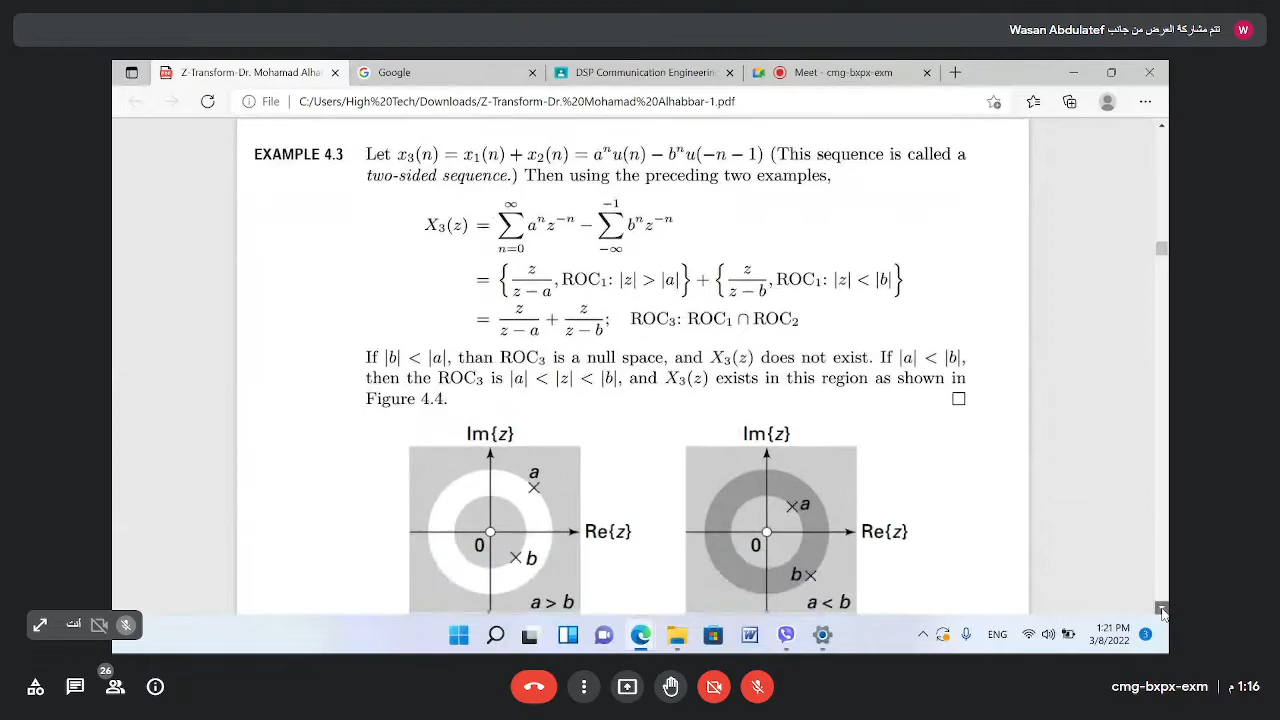 تتم مشاركة العرض من جانب Wasan Abdulatef
W
Z-Transform-Dr. Mohamad Alhab
Google
DSP Communication Engineerin
Meet - cmg-bxpx-exm
File
C:/Users/High%20Tech/Downloads/Z-Transform-Dr.%20Mohamad%20Alhabbar-1.pdf
EXAMPLE 4.3 Let x₃(n) = x₁(n) + x₂(n) = aⁿu(n) − bⁿu(−n − 1) (This sequence is called a
two-sided sequence.) Then using the preceding two examples,
X₃(z) = ∑_{n=0}^{∞} aⁿz⁻ⁿ − ∑_{−∞}^{−1} bⁿz⁻ⁿ
= {z/(z − a), ROC₁: |z| > |a|} + {z/(z − b), ROC₁: |z| < |b|}
= z/(z − a) + z/(z − b); ROC₃: ROC₁ ∩ ROC₂
If |b| < |a|, than ROC₃ is a null space, and X₃(z) does not exist. If |a| < |b|,
then the ROC₃ is |a| < |z| < |b|, and X₃(z) exists in this region as shown in
Figure 4.4. □
Im{z}
a
Re{z}
0
b
a > b
Im{z}
a
Re{z}
0
b
a < b
أنت
ENG
1:21 PM
3/8/2022
3
26
cmg-bxpx-exm | 1:16 م